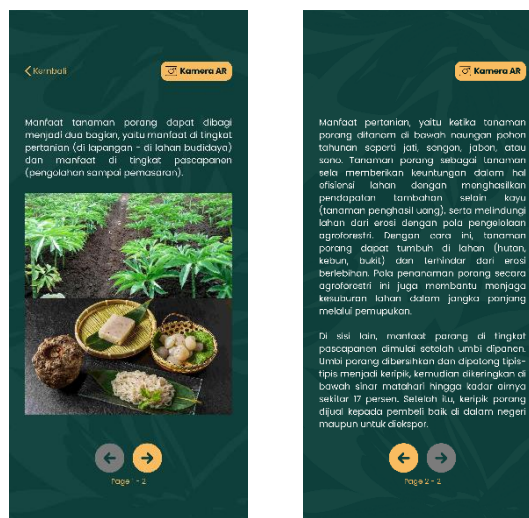 Kembali
Kamera AR
Manfaat tanaman porang dapat dibagi
menjadi dua bagian, yaitu manfaat di tingkat
pertanian (di lapangan - di lahan budidaya)
dan manfaat di tingkat pascapanen
(pengolahan sampai pemasaran).
Page 1 - 2
Kamera AR
Manfaat pertanian, yaitu ketika tanaman
porang ditanam di bawah naungan pohon
tahunan seperti jati, sengon, jabon, atau
sono. Tanaman porang sebagai tanaman
sela memberikan keuntungan dalam hal
efisiensi lahan dengan menghasilkan
pendapatan tambahan selain kayu
(tanaman penghasil uang), serta melindungi
lahan dari erosi dengan pola pengelolaan
agroforestri. Dengan cara ini, tanaman
porang dapat tumbuh di lahan (hutan,
kebun, bukit) dan terhindar dari erosi
berlebihan. Pola penanaman porang secara
agroforestri ini juga membantu menjaga
kesuburan lahan dalam jangka panjang
melalui pemupukan.
Di sisi lain, manfaat porang di tingkat
pascapanen dimulai setelah umbi dipanen.
Umbi porang dibersihkan dan dipotong tipis-
tipis menjadi keripik, kemudian dikeringkan di
bawah sinar matahari hingga kadar airnya
sekitar 17 persen. Setelah itu, keripik porang
dijual kepada pembeli baik di dalam negeri
maupun untuk diekspor.
Page 2 - 2